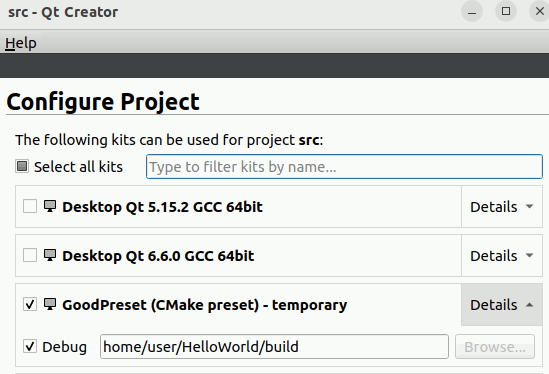 src - Qt Creator
Help
Configure Project
The following kits can be used for project src:
Select all kits
Type to filter kits by name...
Desktop Qt 5.15.2 GCC 64bit
Details
Desktop Qt 6.6.0 GCC 64bit
Details
GoodPreset (CMake preset) - temporary
Details
Debug
home/user/HelloWorld/build
Browse...